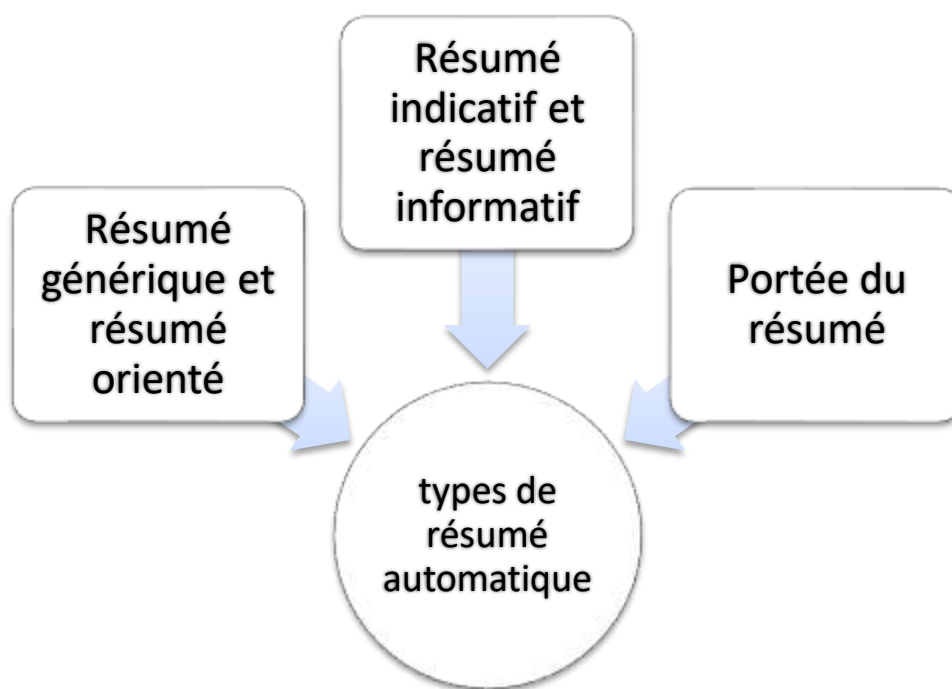 Résumé
indicatif et
résumé
informatif
Résumé
générique et
résumé
orienté
Portée du
résumé
types de
résumé
automatique